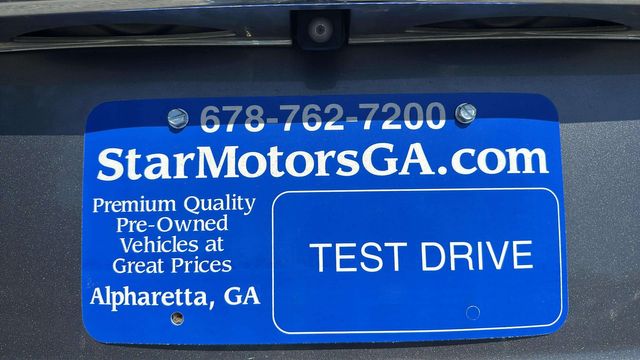 678-762-7200
StarMotorsGA.com
Premium Quality
Pre-Owned
Vehicles at
Great Prices
Alpharetta, GA
TEST DRIVE